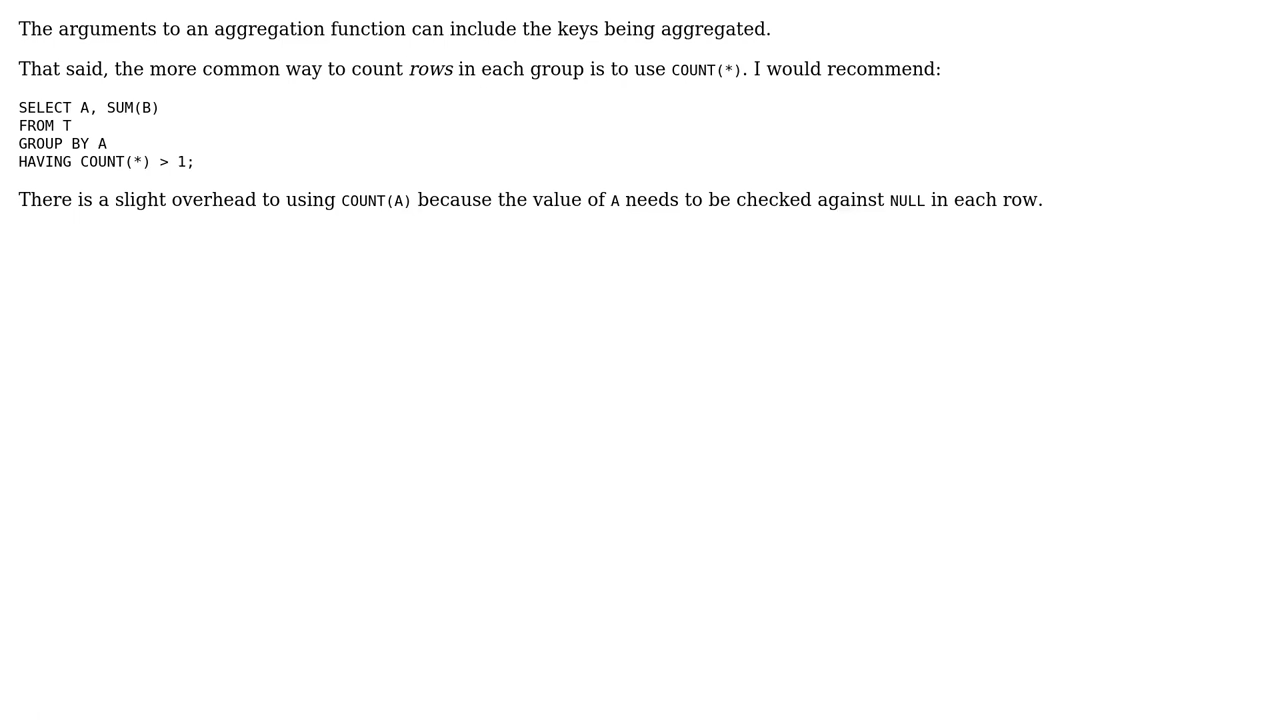 The arguments to an aggregation function can include the keys being aggregated.
That said, the more common way to count rows in each group is to use COUNT(*). I would recommend:
SELECT A, SUM(B)
FROM T
GROUP BY A
HAVING COUNT(*) > 1;
There is a slight overhead to using COUNT(A) because the value of A needs to be checked against NULL in each row.